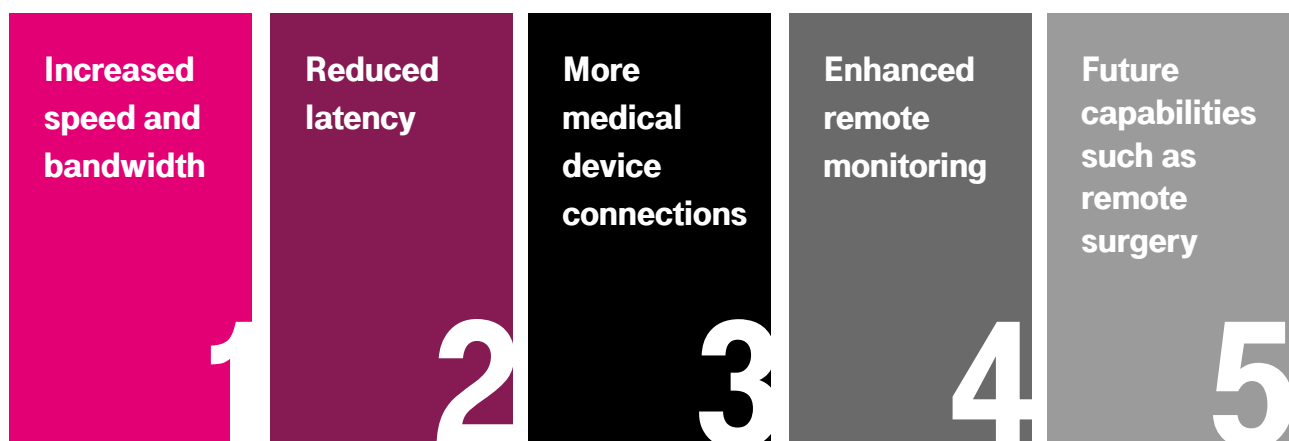 Increased
speed and
bandwidth
1
Reduced
latency
2
More
medical
device
connections
3
Enhanced
remote
monitoring
4
Future
capabilities
such as
remote
surgery
5